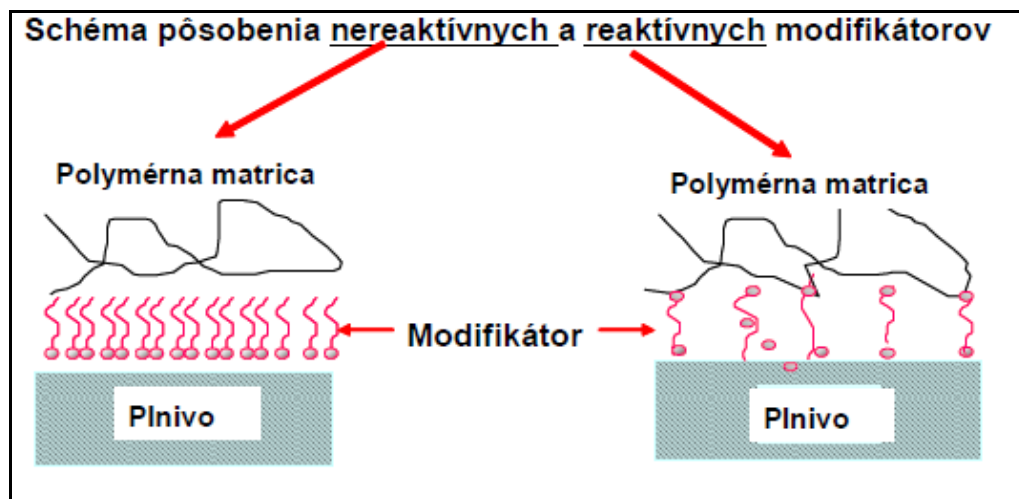 Schéma pôsobenia nereaktívnych a reaktívnych modifikátorov
Polymérna matrica
Polymérna matrica
Modifikátor
Plnivo
Plnivo